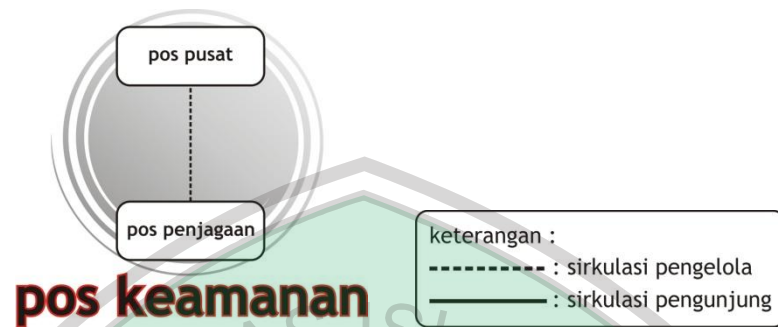 pos pusat
pos penjagaan
pos keamanan
keterangan :
: sirkulasi pengelola
: sirkulasi pengunjung